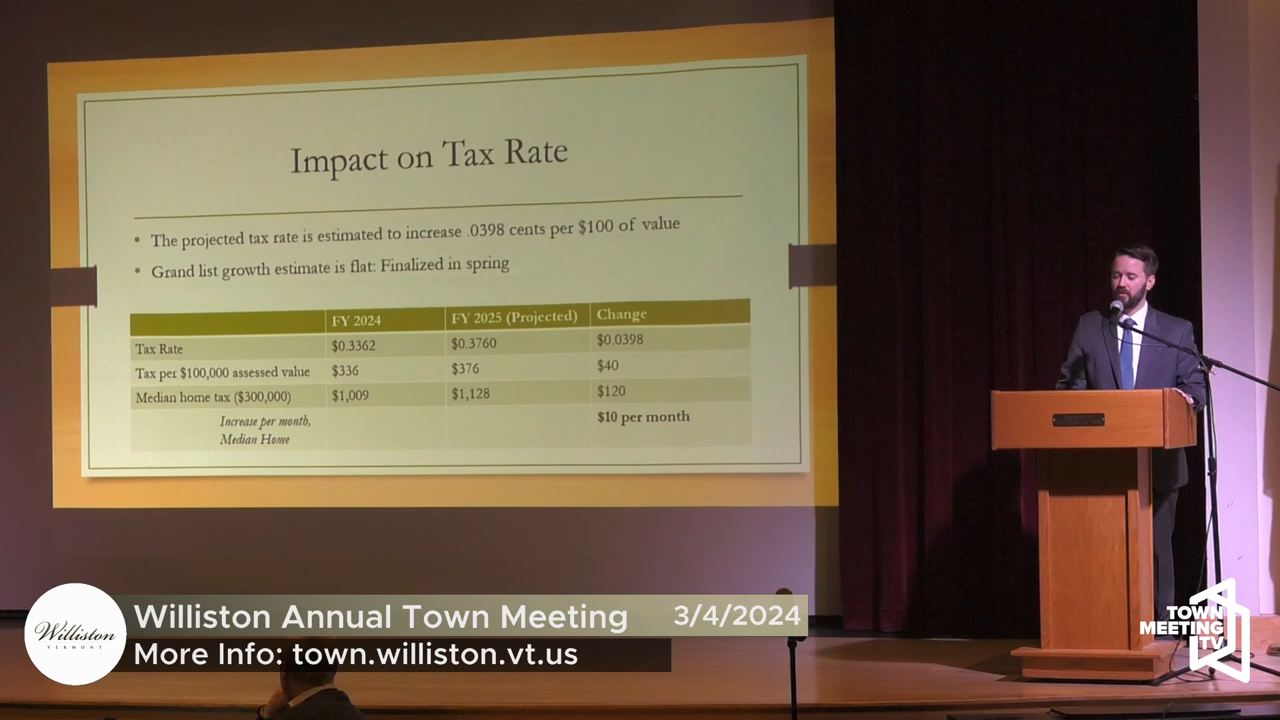 Impact on Tax Rate
• The projected tax rate is estimated to increase .0398 cents per $100 of value
• Grand list growth estimate is flat: Finalized in spring
FY 2024 FY 2025 (Projected) Change
Tax Rate $0.3362 $0.3760 $0.0398
Tax per $100,000 assessed value $336 $376 $40
Median home tax ($300,000) $1,009 $1,128 $120
Increase per month, $10 per month
Median Home
Williston
VERMONT
Williston Annual Town Meeting 3/4/2024
More Info: town.williston.vt.us
TOWN
MEETING
TV